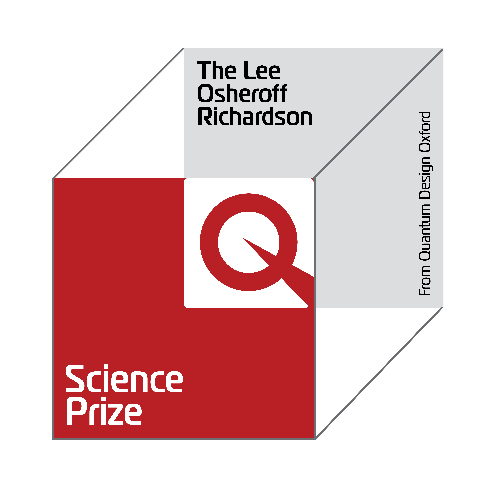 The Lee
Osheroff
Richardson
From Quantum Design Oxford
Science
Prize